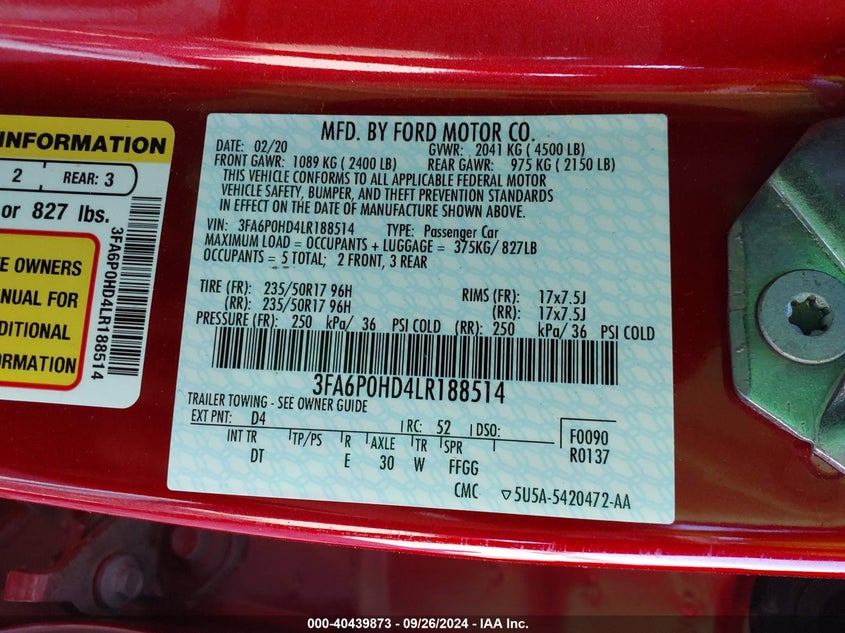 INFORMATION
2 REAR: 3
or 827 lbs.
E OWNERS
NUAL FOR
DITIONAL
ORMATION
3FA6P0HD4LR188514
MFD. BY FORD MOTOR CO.
DATE: 02/20 GVWR: 2041 KG ( 4500 LB)
FRONT GAWR: 1089 KG ( 2400 LB) REAR GAWR: 975 KG ( 2150 LB)
THIS VEHICLE CONFORMS TO ALL APPLICABLE FEDERAL MOTOR
VEHICLE SAFETY, BUMPER, AND THEFT PREVENTION STANDARDS
IN EFFECT ON THE DATE OF MANUFACTURE SHOWN ABOVE.
VIN: 3FA6P0HD4LR188514 TYPE: Passenger Car
MAXIMUM LOAD = OCCUPANTS + LUGGAGE = 375KG/ 827LB
OCCUPANTS = 5 TOTAL; 2 FRONT, 3 REAR
TIRE (FR): 235/50R17 96H RIMS (FR): 17x7.5J
(RR): 235/50R17 96H (RR): 17x7.5J
PRESSURE (FR): 250 kPa/ 36 PSI COLD (RR): 250 kPa/ 36 PSI COLD
3FA6P0HD4LR188514
TRAILER TOWING - SEE OWNER GUIDE
EXT PNT: D4 RC: 52 DSO: F0090
INT TR TP/PS R AXLE TR SPR R0137
DT E 30 W FFGG
CMC ▽5U5A-5420472-AA
000-40439873 / 09/26/2024 - IAA Inc.